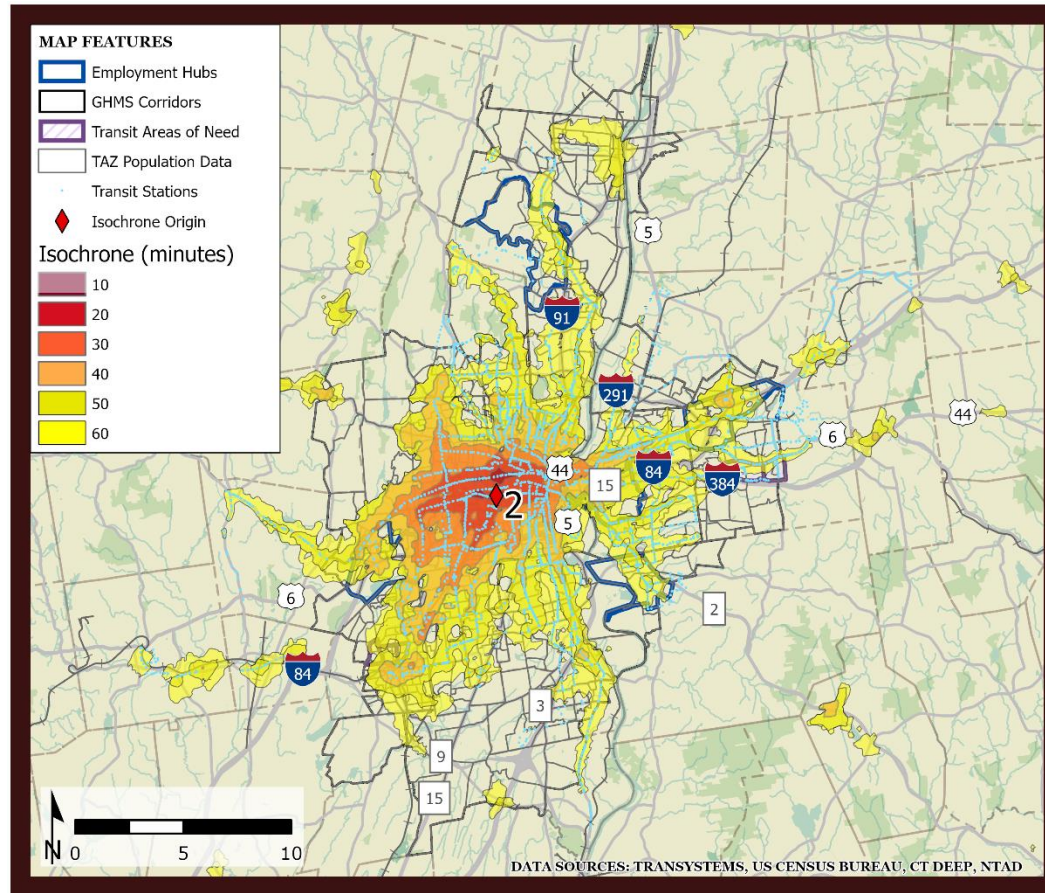 MAP FEATURES
Employment Hubs
GHMS Corridors
Transit Areas of Need
TAZ Population Data
Transit Stations
Isochrone Origin
Isochrone (minutes)
10
20
30
40
50
60
5
91
291
44
6
84
44
15
384
2
5
6
2
84
3
9
15
N
0 5 10
DATA SOURCES: TRANSYSTEMS, US CENSUS BUREAU, CT DEEP, NTAD